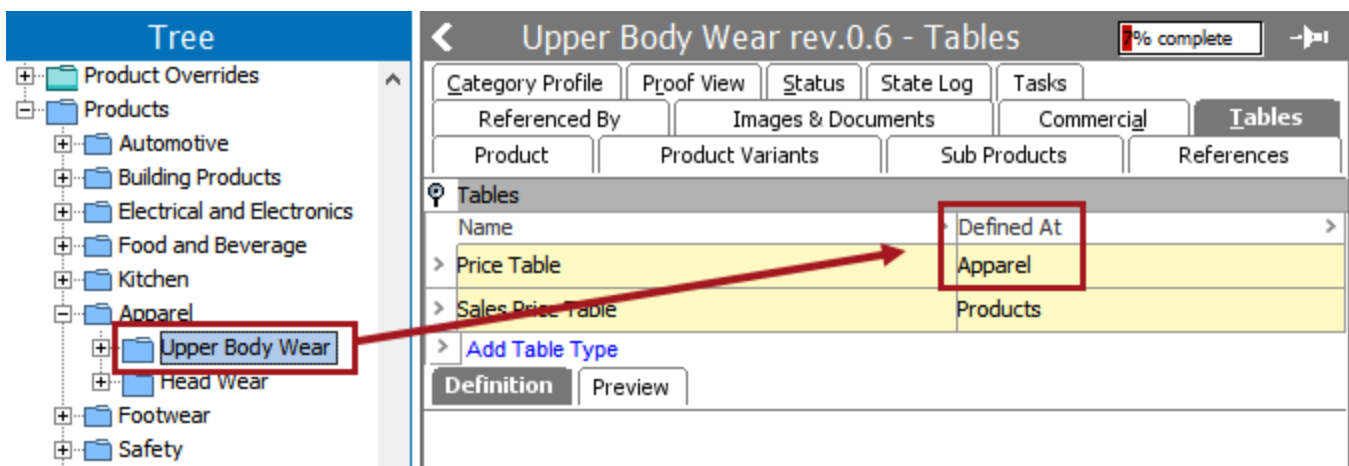 Tree
Product Overrides
Products
Automotive
Building Products
Electrical and Electronics
Food and Beverage
Kitchen
Apparel
Upper Body Wear
Head Wear
Footwear
Safety
Upper Body Wear rev.0.6 - Tables 7% complete
Category Profile Proof View Status State Log Tasks
Referenced By Images & Documents Commercial Tables
Product Product Variants Sub Products References
Tables
Name Defined At
Price Table Apparel
Sales Price Table Products
Add Table Type
Definition Preview